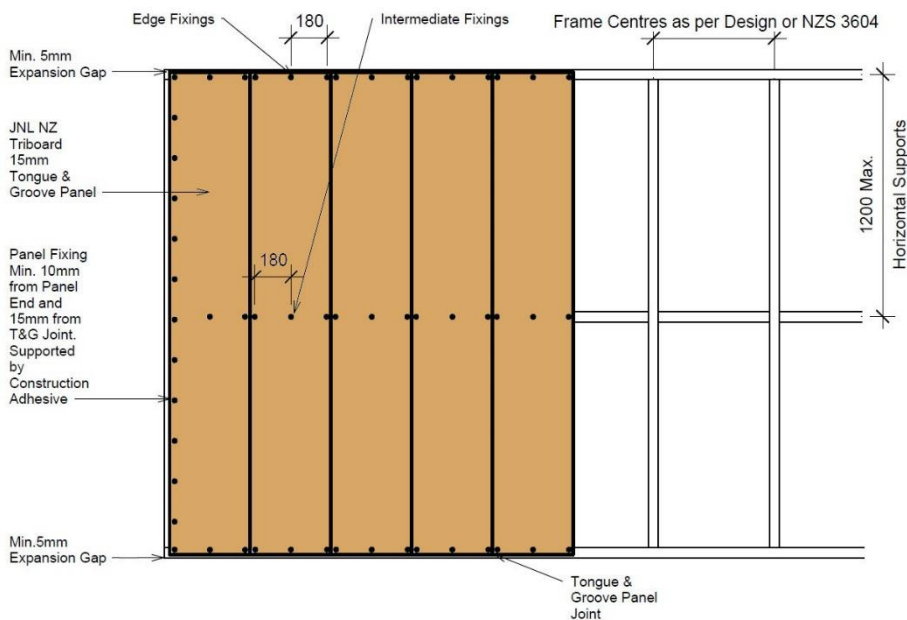 Edge Fixings
180
Intermediate Fixings
Frame Centres as per Design or NZS 3604
Min. 5mm
Expansion Gap
JNL NZ
Triboard
15mm
Tongue &
Groove Panel
1200 Max.
Horizontal Supports
Panel Fixing
Min. 10mm
from Panel
End and
15mm from
T&G Joint.
Supported
by
Construction
Adhesive
180
Min.5mm
Expansion Gap
Tongue &
Groove Panel
Joint